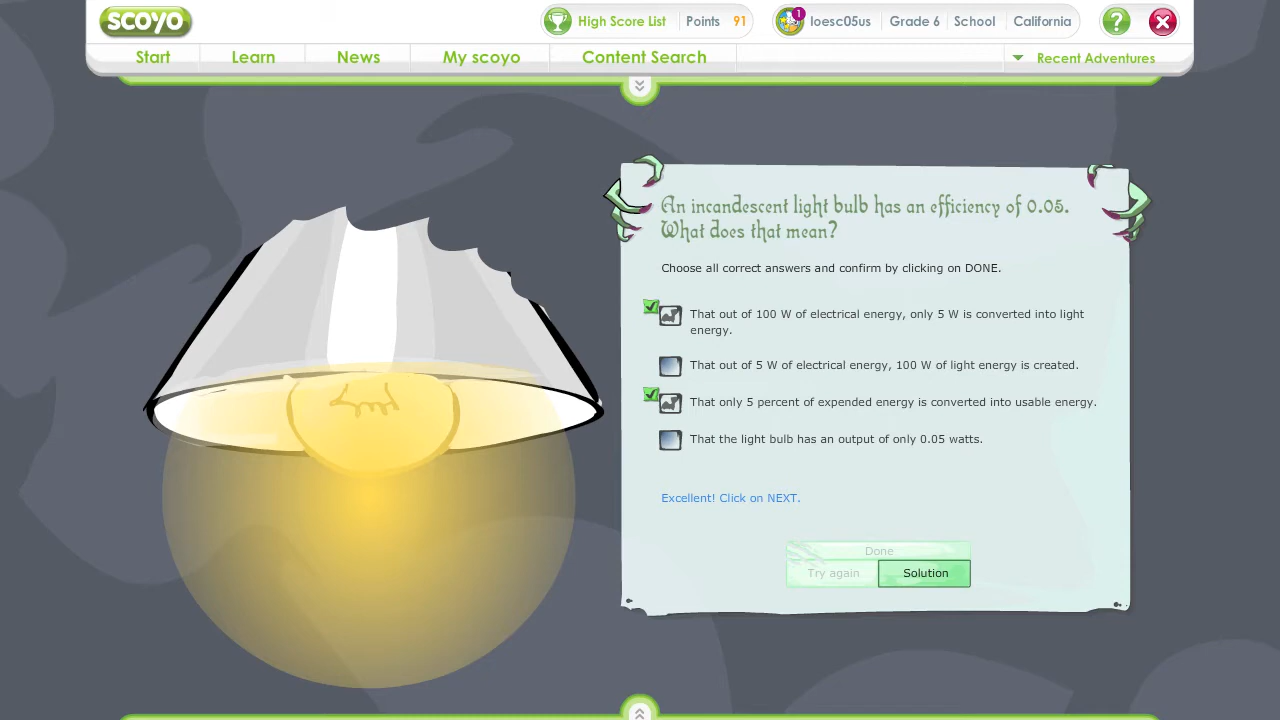 scoyo
High Score List
Points 91
1
loesc05us
Grade 6
School
California
?
Start
Learn
News
My scoyo
Content Search
Recent Adventures
An incandescent light bulb has an efficiency of 0.05.
What does that mean?
Choose all correct answers and confirm by clicking on DONE.
That out of 100 W of electrical energy, only 5 W is converted into light
energy.
That out of 5 W of electrical energy, 100 W of light energy is created.
That only 5 percent of expended energy is converted into usable energy.
That the light bulb has an output of only 0.05 watts.
Excellent! Click on NEXT.
Done
Try again
Solution